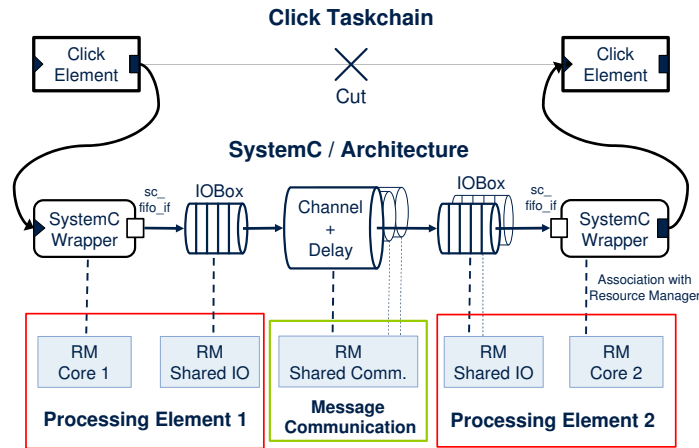 Click Taskchain
Click
Element
Cut
Click
Element
SystemC / Architecture
sc_
fifo_if
IOBox
IOBox
sc_
fifo_if
SystemC
Wrapper
Channel
+
Delay
SystemC
Wrapper
Association with
Resource Manager
RM
Core 1
RM
Shared IO
RM
Shared Comm.
RM
Shared IO
RM
Core 2
Processing Element 1
Message
Communication
Processing Element 2